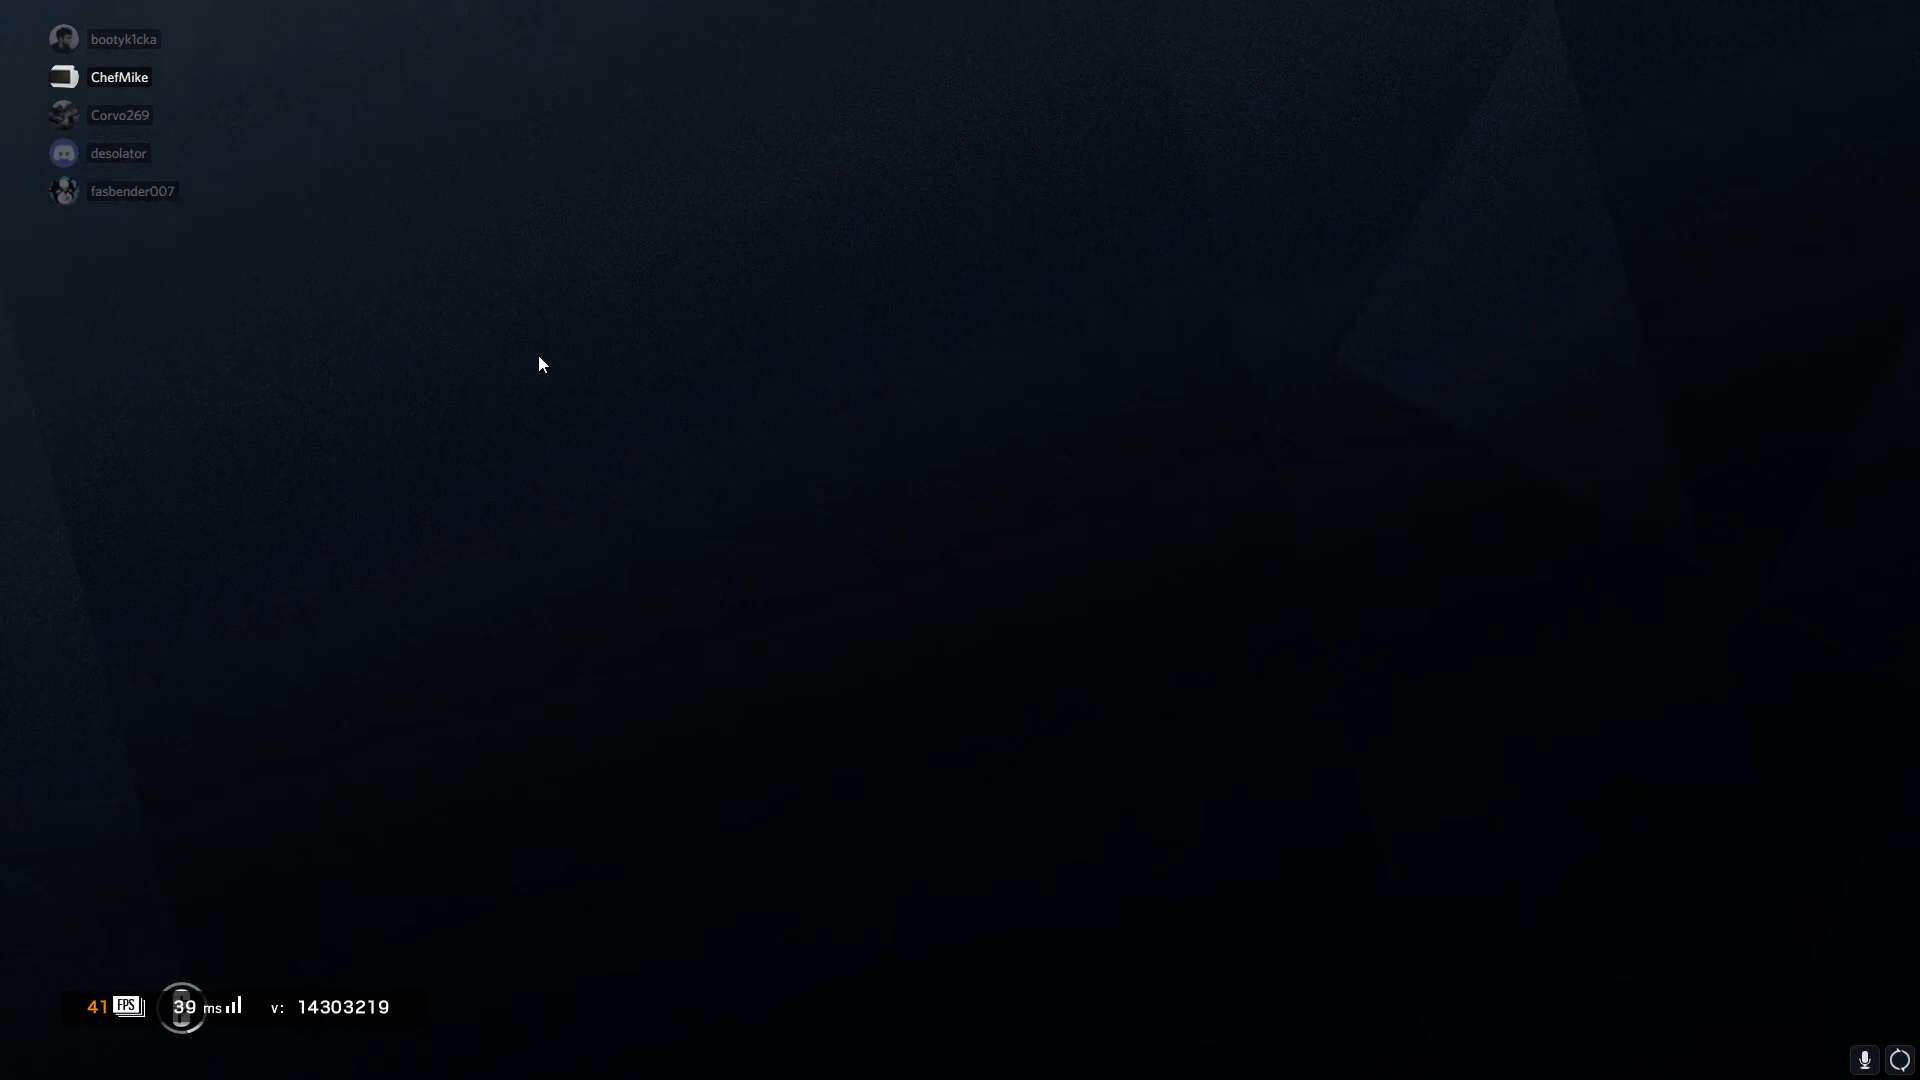 bootyk1cka
ChefMike
Corvo269
desolator
fasbender007
41 FPS 39 ms v: 14303219